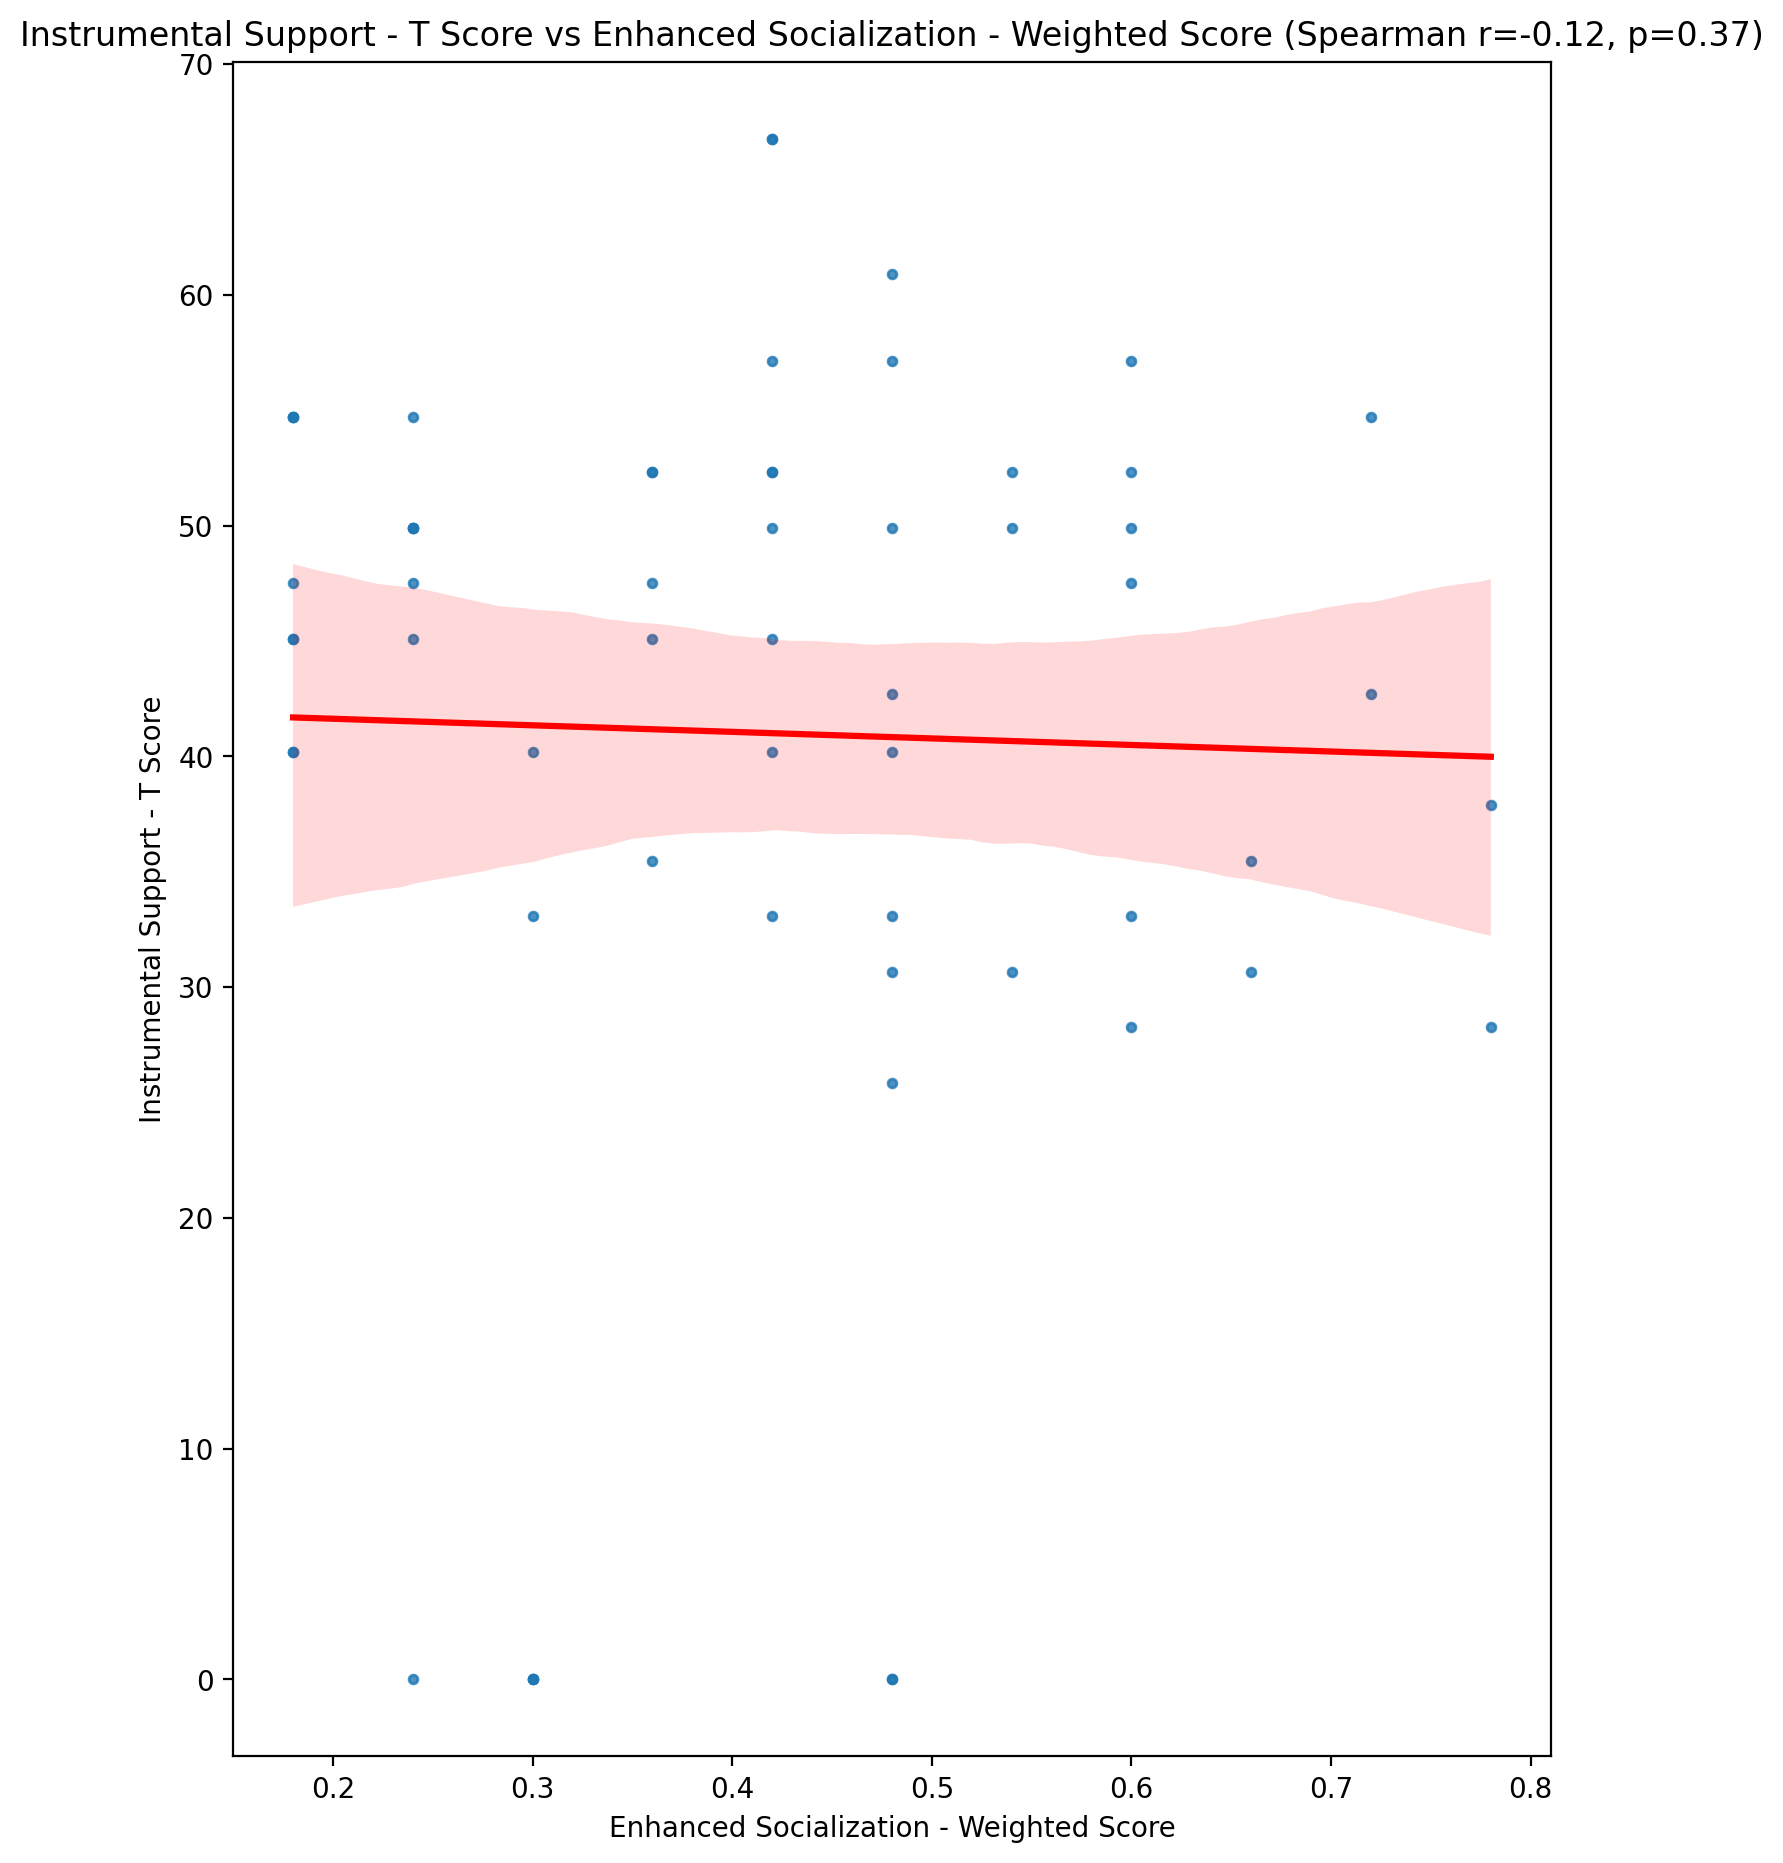 Instrumental Support - T Score vs Enhanced Socialization - Weighted Score (Spearman r=-0.12, p=0.37)
70
60
50
40
30
20
10
0
Instrumental Support - T Score
0.2 0.3 0.4 0.5 0.6 0.7 0.8
Enhanced Socialization - Weighted Score